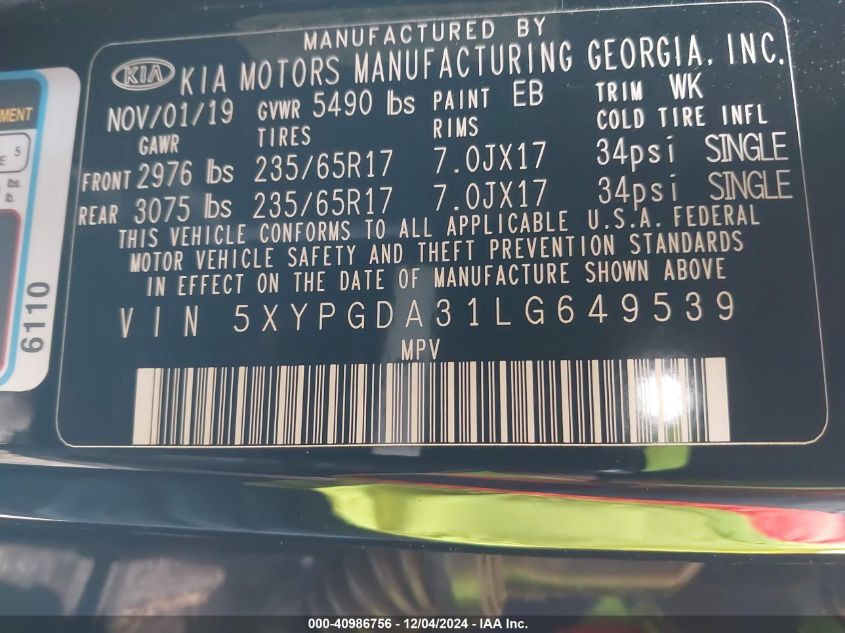 MANUFACTURED BY
KIA KIA MOTORS MANUFACTURING GEORGIA, INC.
NOV/01/19 GVWR 5490 lbs PAINT EB TRIM WK
GAWR TIRES RIMS COLD TIRE INFL
FRONT 2976 lbs 235/65R17 7.0JX17 34psi SINGLE
REAR 3075 lbs 235/65R17 7.0JX17 34psi SINGLE
THIS VEHICLE CONFORMS TO ALL APPLICABLE U.S.A. FEDERAL
MOTOR VEHICLE SAFETY AND THEFT PREVENTION STANDARDS
IN EFFECT ON THE DATE OF MANUFACTURE SHOWN ABOVE
VIN 5XYPGDA31LG649539
MPV
5
lbs.
lb.
6110
000-40986756 - 12/04/2024 - IAA Inc.